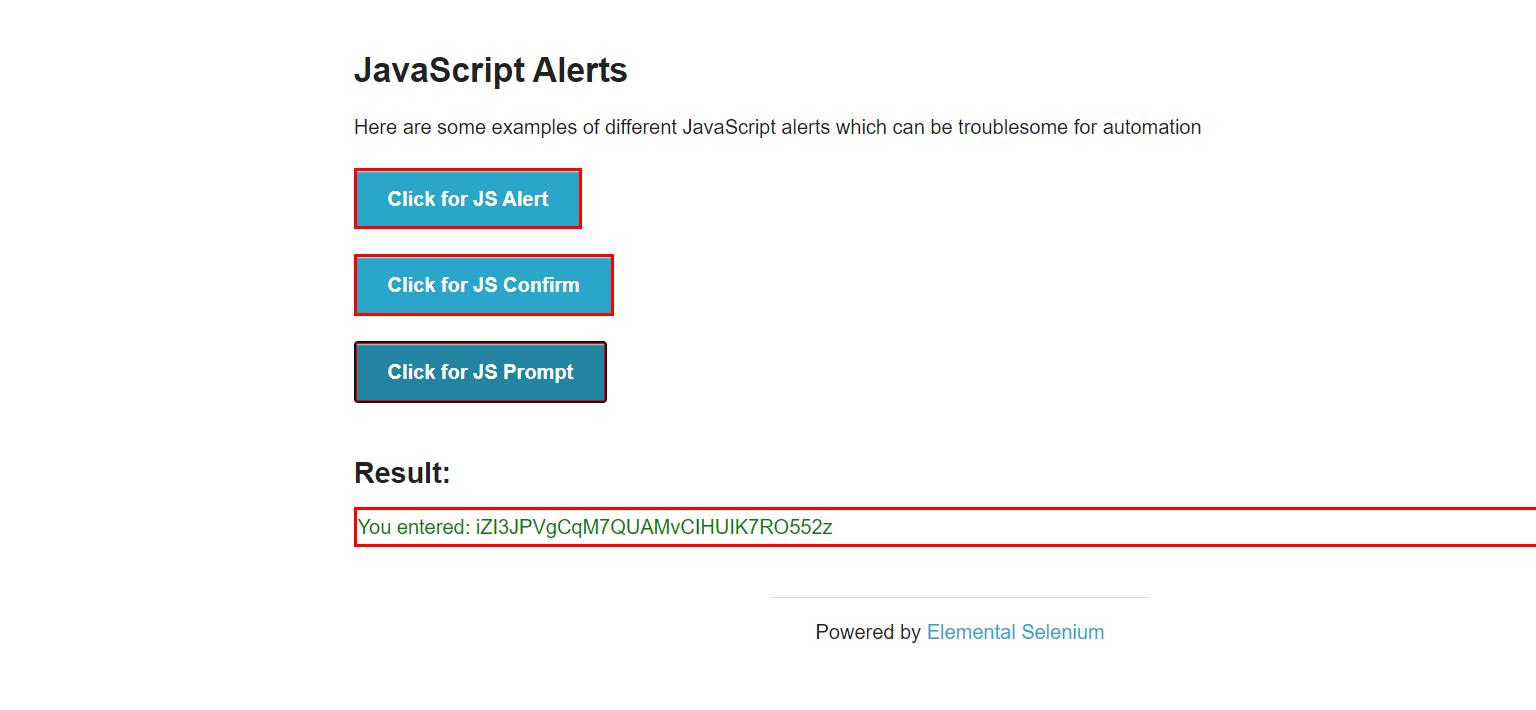 JavaScript Alerts
Here are some examples of different JavaScript alerts which can be troublesome for automation
Click for JS Alert
Click for JS Confirm
Click for JS Prompt
Result:
You entered: iZI3JPVgCqM7QUAMvCIHUIK7RO552z
Powered by Elemental Selenium